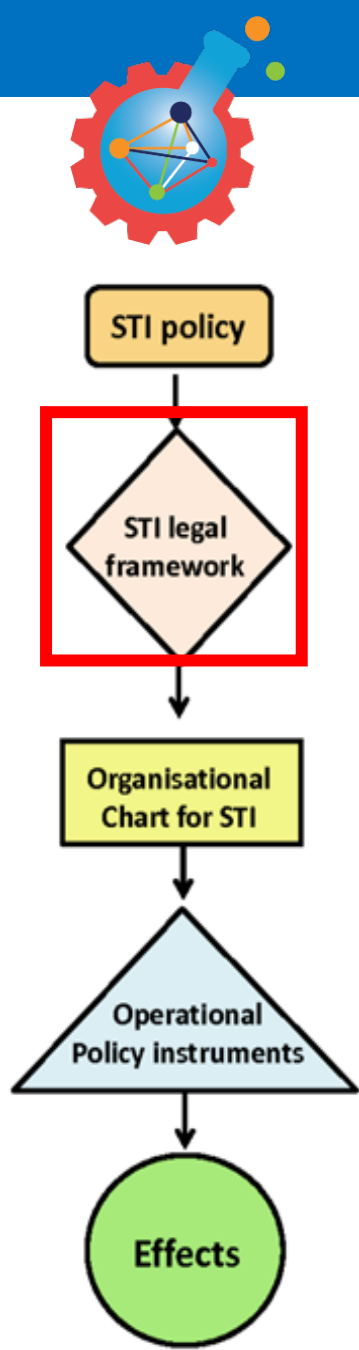 STI policy
STI legal
framework
Organisational
Chart for STI
Operational
Policy instruments
Effects